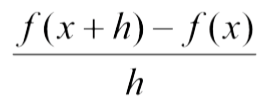 f(x + h) − f(x)
h